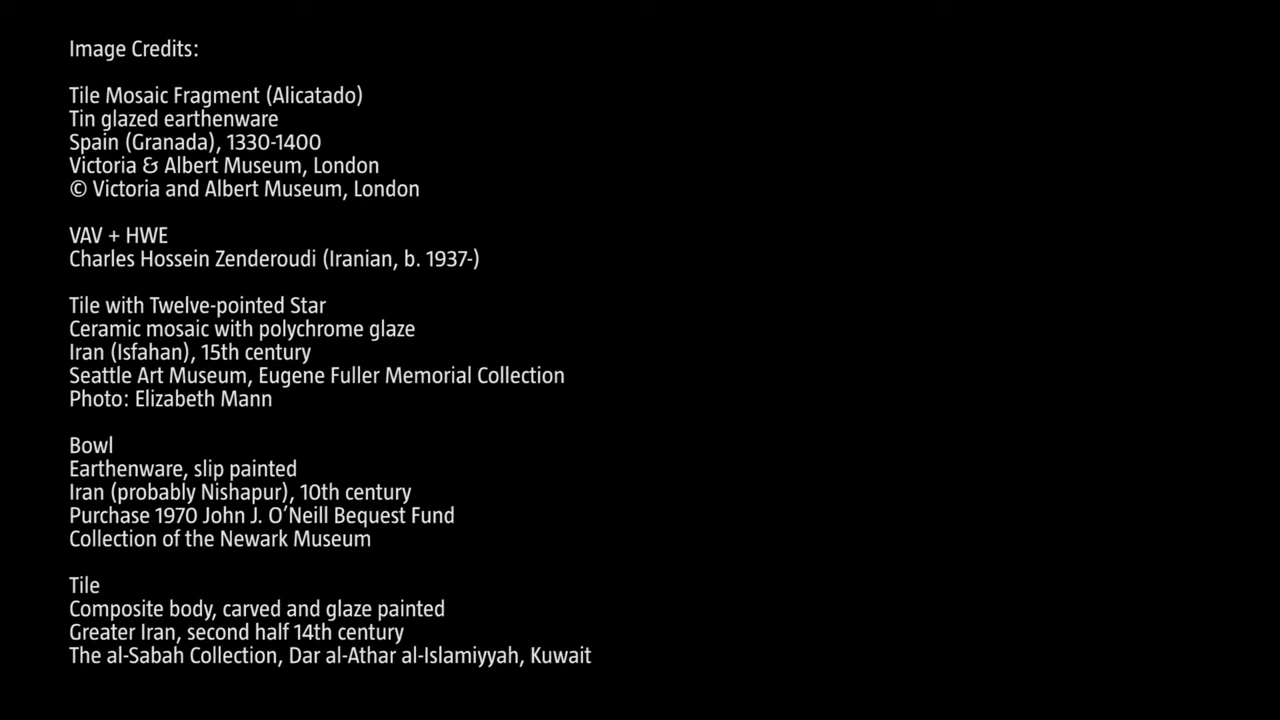 Image Credits:
Tile Mosaic Fragment (Alicatado)
Tin glazed earthenware
Spain (Granada), 1330-1400
Victoria & Albert Museum, London
© Victoria and Albert Museum, London
VAV + HWE
Charles Hossein Zenderoudi (Iranian, b. 1937-)
Tile with Twelve-pointed Star
Ceramic mosaic with polychrome glaze
Iran (Isfahan), 15th century
Seattle Art Museum, Eugene Fuller Memorial Collection
Photo: Elizabeth Mann
Bowl
Earthenware, slip painted
Iran (probably Nishapur), 10th century
Purchase 1970 John J. O’Neill Bequest Fund
Collection of the Newark Museum
Tile
Composite body, carved and glaze painted
Greater Iran, second half 14th century
The al-Sabah Collection, Dar al-Athar al-Islamiyyah, Kuwait